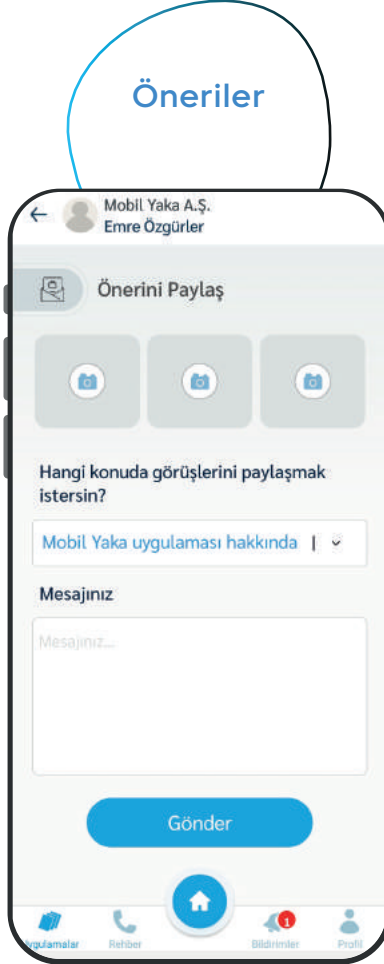 Öneriler
Mobil Yaka A.Ş.
Emre Özgürler
Önerini Paylaş
Hangi konuda görüşlerini paylaşmak
istersin?
Mobil Yaka uygulaması hakkında
Mesajınız
Mesajınız...
Gönder
1
ygulamalar Rehber Bildirimler Profil